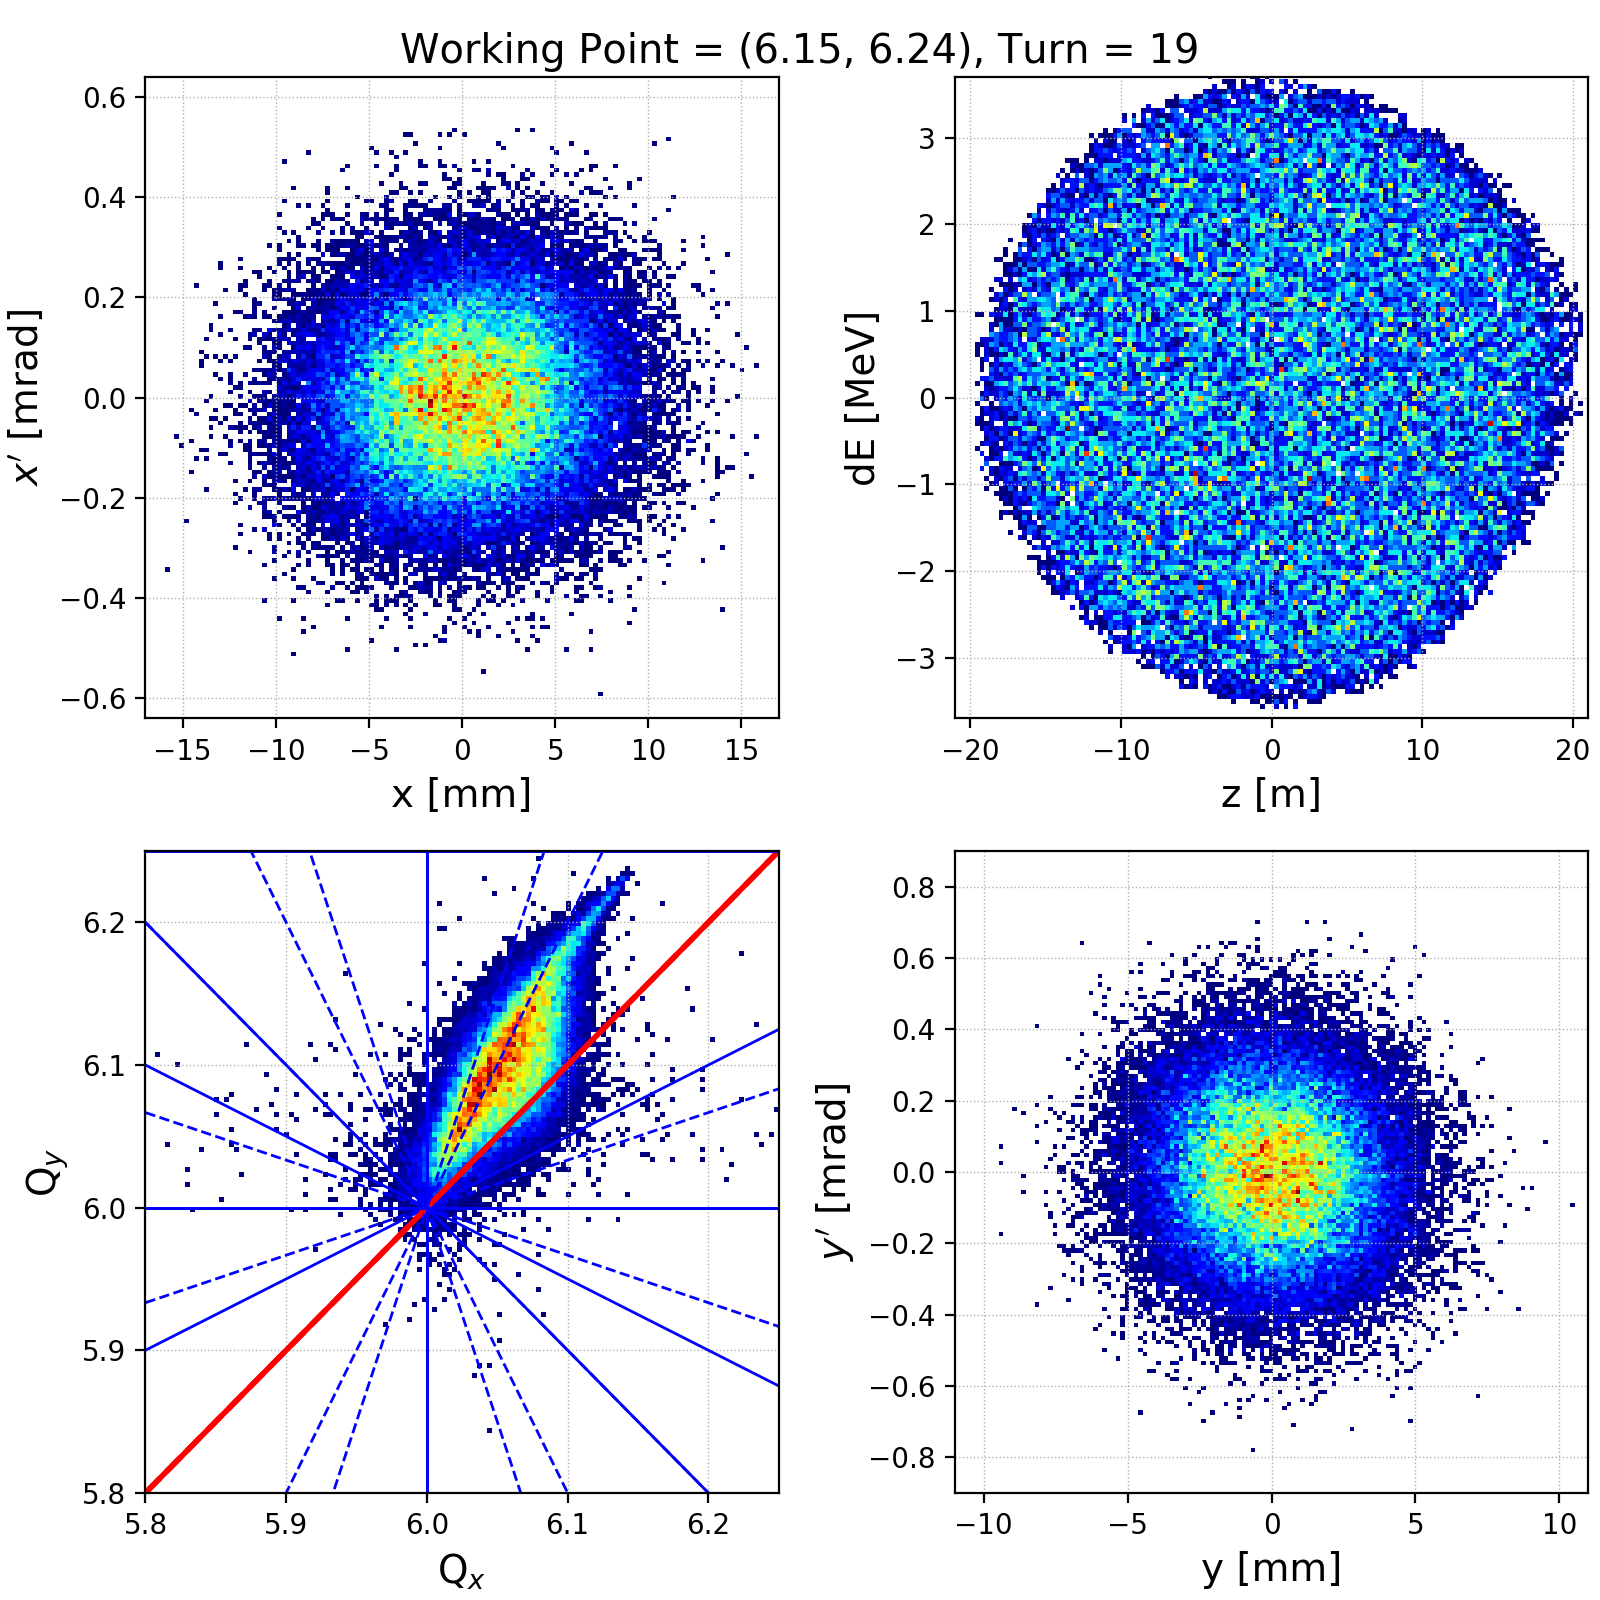 Working Point = (6.15, 6.24), Turn = 19
0.6
0.4
0.2
0.0
−0.2
−0.4
−0.6
x′ [mrad]
−15 −10 −5 0 5 10 15
x [mm]
3
2
1
0
−1
−2
−3
dE [MeV]
−20 −10 0 10 20
z [m]
6.2
6.1
6.0
5.9
5.8
Qy
5.8 5.9 6.0 6.1 6.2
Qx
0.8
0.6
0.4
0.2
0.0
−0.2
−0.4
−0.6
−0.8
y′ [mrad]
−10 −5 0 5 10
y [mm]